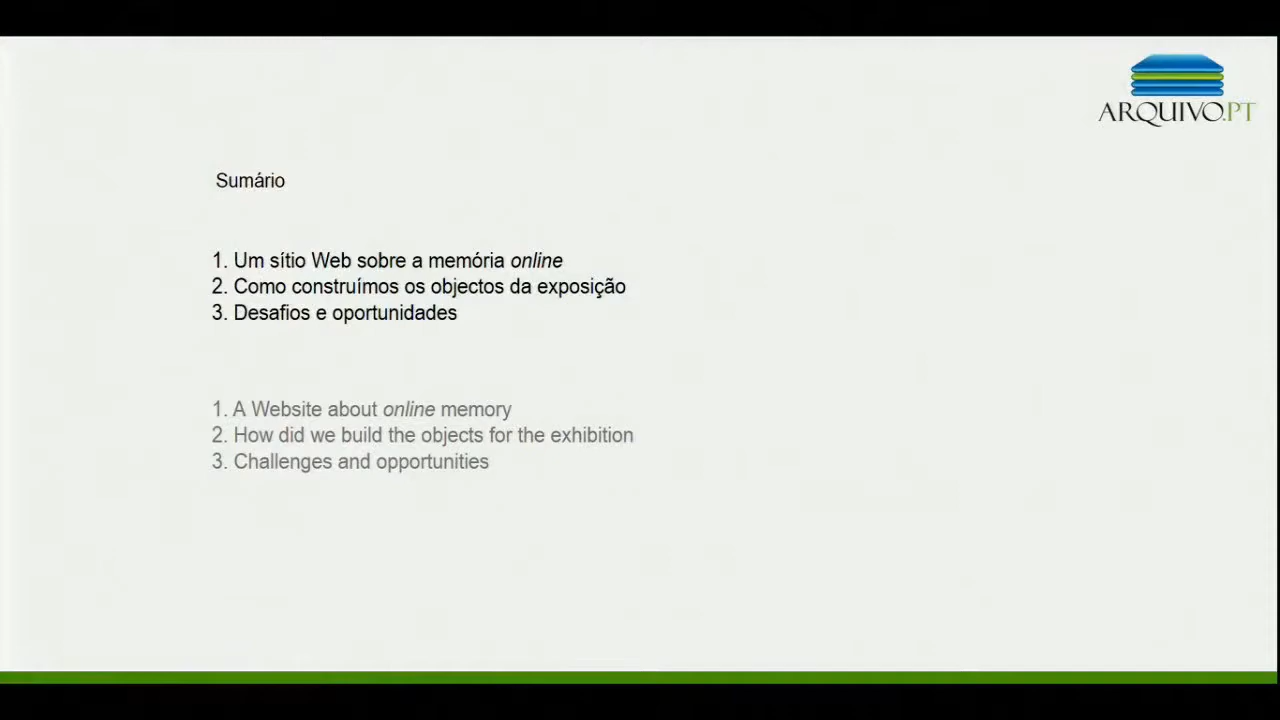 ARQUIVO.PT
Sumário
1. Um sítio Web sobre a memória online
2. Como construímos os objectos da exposição
3. Desafios e oportunidades
1. A Website about online memory
2. How did we build the objects for the exhibition
3. Challenges and opportunities